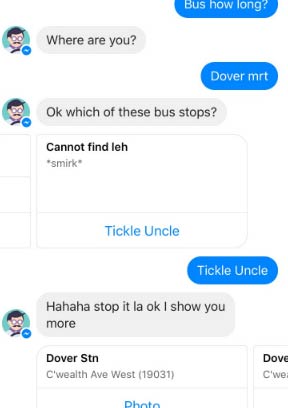 Bus how long?
Where are you?
Dover mrt
Ok which of these bus stops?
Cannot find leh
*smirk*
Tickle Uncle
Tickle Uncle
Hahaha stop it la ok I show you
more
Dover Stn
C'wealth Ave West (19031)
Photo
Dove
C'wea